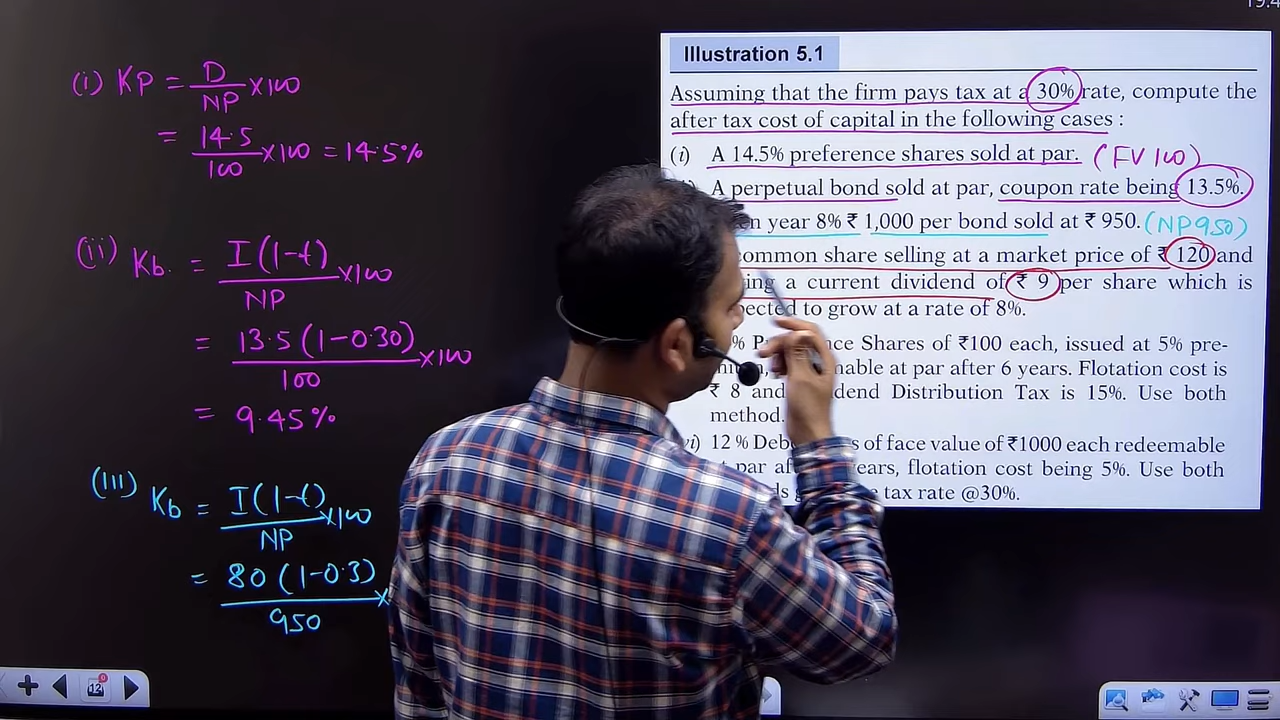 19:4
(i) KP = D/NP ×100
= 14.5/100 ×100 = 14.5%
(ii) Kb. = I(1-t)/NP ×100
= 13.5(1-0.30)/100 ×100
= 9.45%
(III) Kb = I(1-t)/NP ×100
= 80(1-0.3)/950 ×
Illustration 5.1
Assuming that the firm pays tax at a 30% rate, compute the
after tax cost of capital in the following cases :
(i) A 14.5% preference shares sold at par. (FV 100)
A perpetual bond sold at par, coupon rate being 13.5%.
year 8% ₹ 1,000 per bond sold at ₹ 950. (NP950)
common share selling at a market price of ₹ 120 and
a current dividend of ₹ 9 per share which is
to grow at a rate of 8%.
% Shares of ₹100 each, issued at 5% pre-
at par after 6 years. Flotation cost is
₹ 8 and Distribution Tax is 15%. Use both
method.
12 % of face value of ₹1000 each redeemable
par flotation cost being 5%. Use both
tax rate @30%.
12